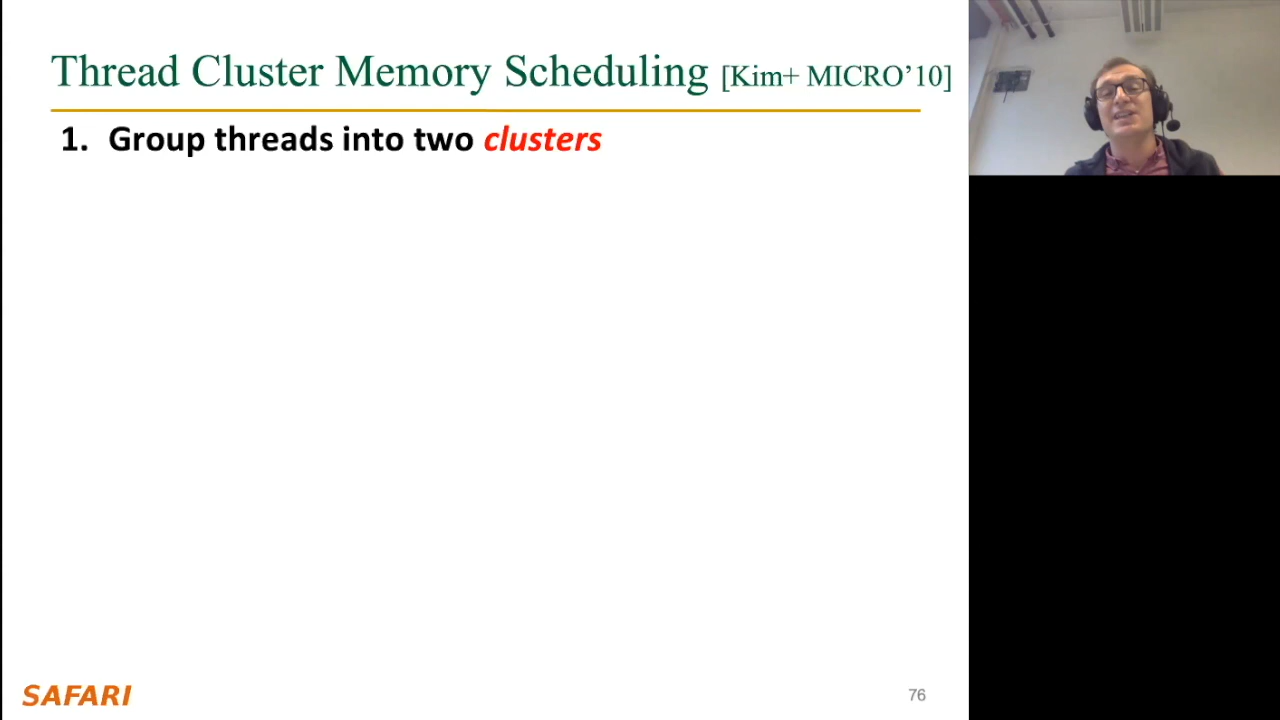 Thread Cluster Memory Scheduling [Kim+ MICRO’10]
1. Group threads into two clusters
SAFARI
76